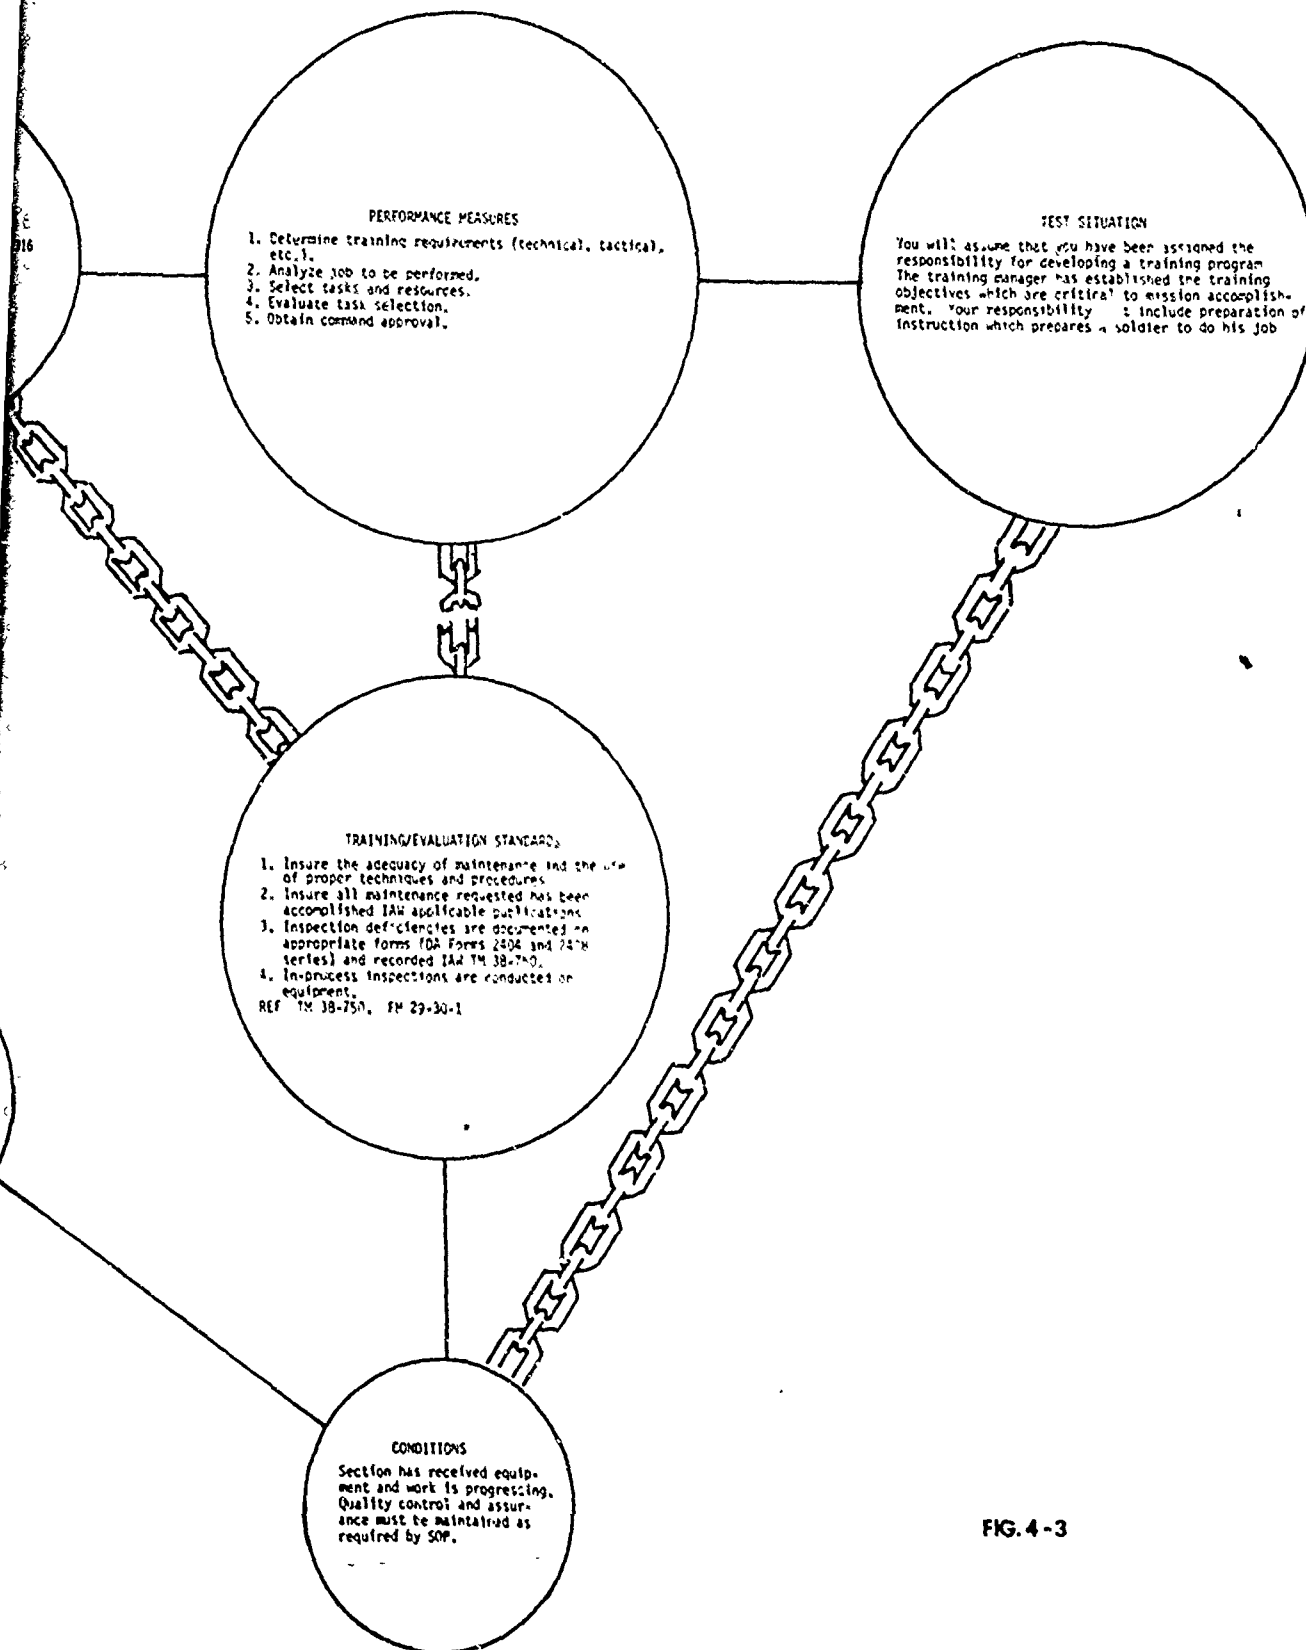 016
PERFORMANCE MEASURES
1. Determine training requirements (technical, tactical,
etc.).
2. Analyze job to be performed.
3. Select tasks and resources.
4. Evaluate task selection.
5. Obtain command approval.
TEST SITUATION
You will assume that you have been assigned the
responsibility for developing a training program
The training manager has established the training
objectives which are critical to mission accomplish-
ment. Your responsibility include preparation of
instruction which prepares a soldier to do his job
TRAINING/EVALUATION STANDARDS
1. Insure the adequacy of maintenance and the use
of proper techniques and procedures
2. Insure all maintenance requested has been
accomplished IAW applicable publications
3. Inspection deficiencies are documented on
appropriate forms (DA Forms 2404 and
series) and recorded IAW TM 38-750.
4. In-process inspections are conducted on
equipment.
REF TM 38-750, FM 29-30-1
CONDITIONS
Section has received equip-
ment and work is progressing.
Quality control and assur-
ance must be maintained as
required by SOP.
FIG. 4-3